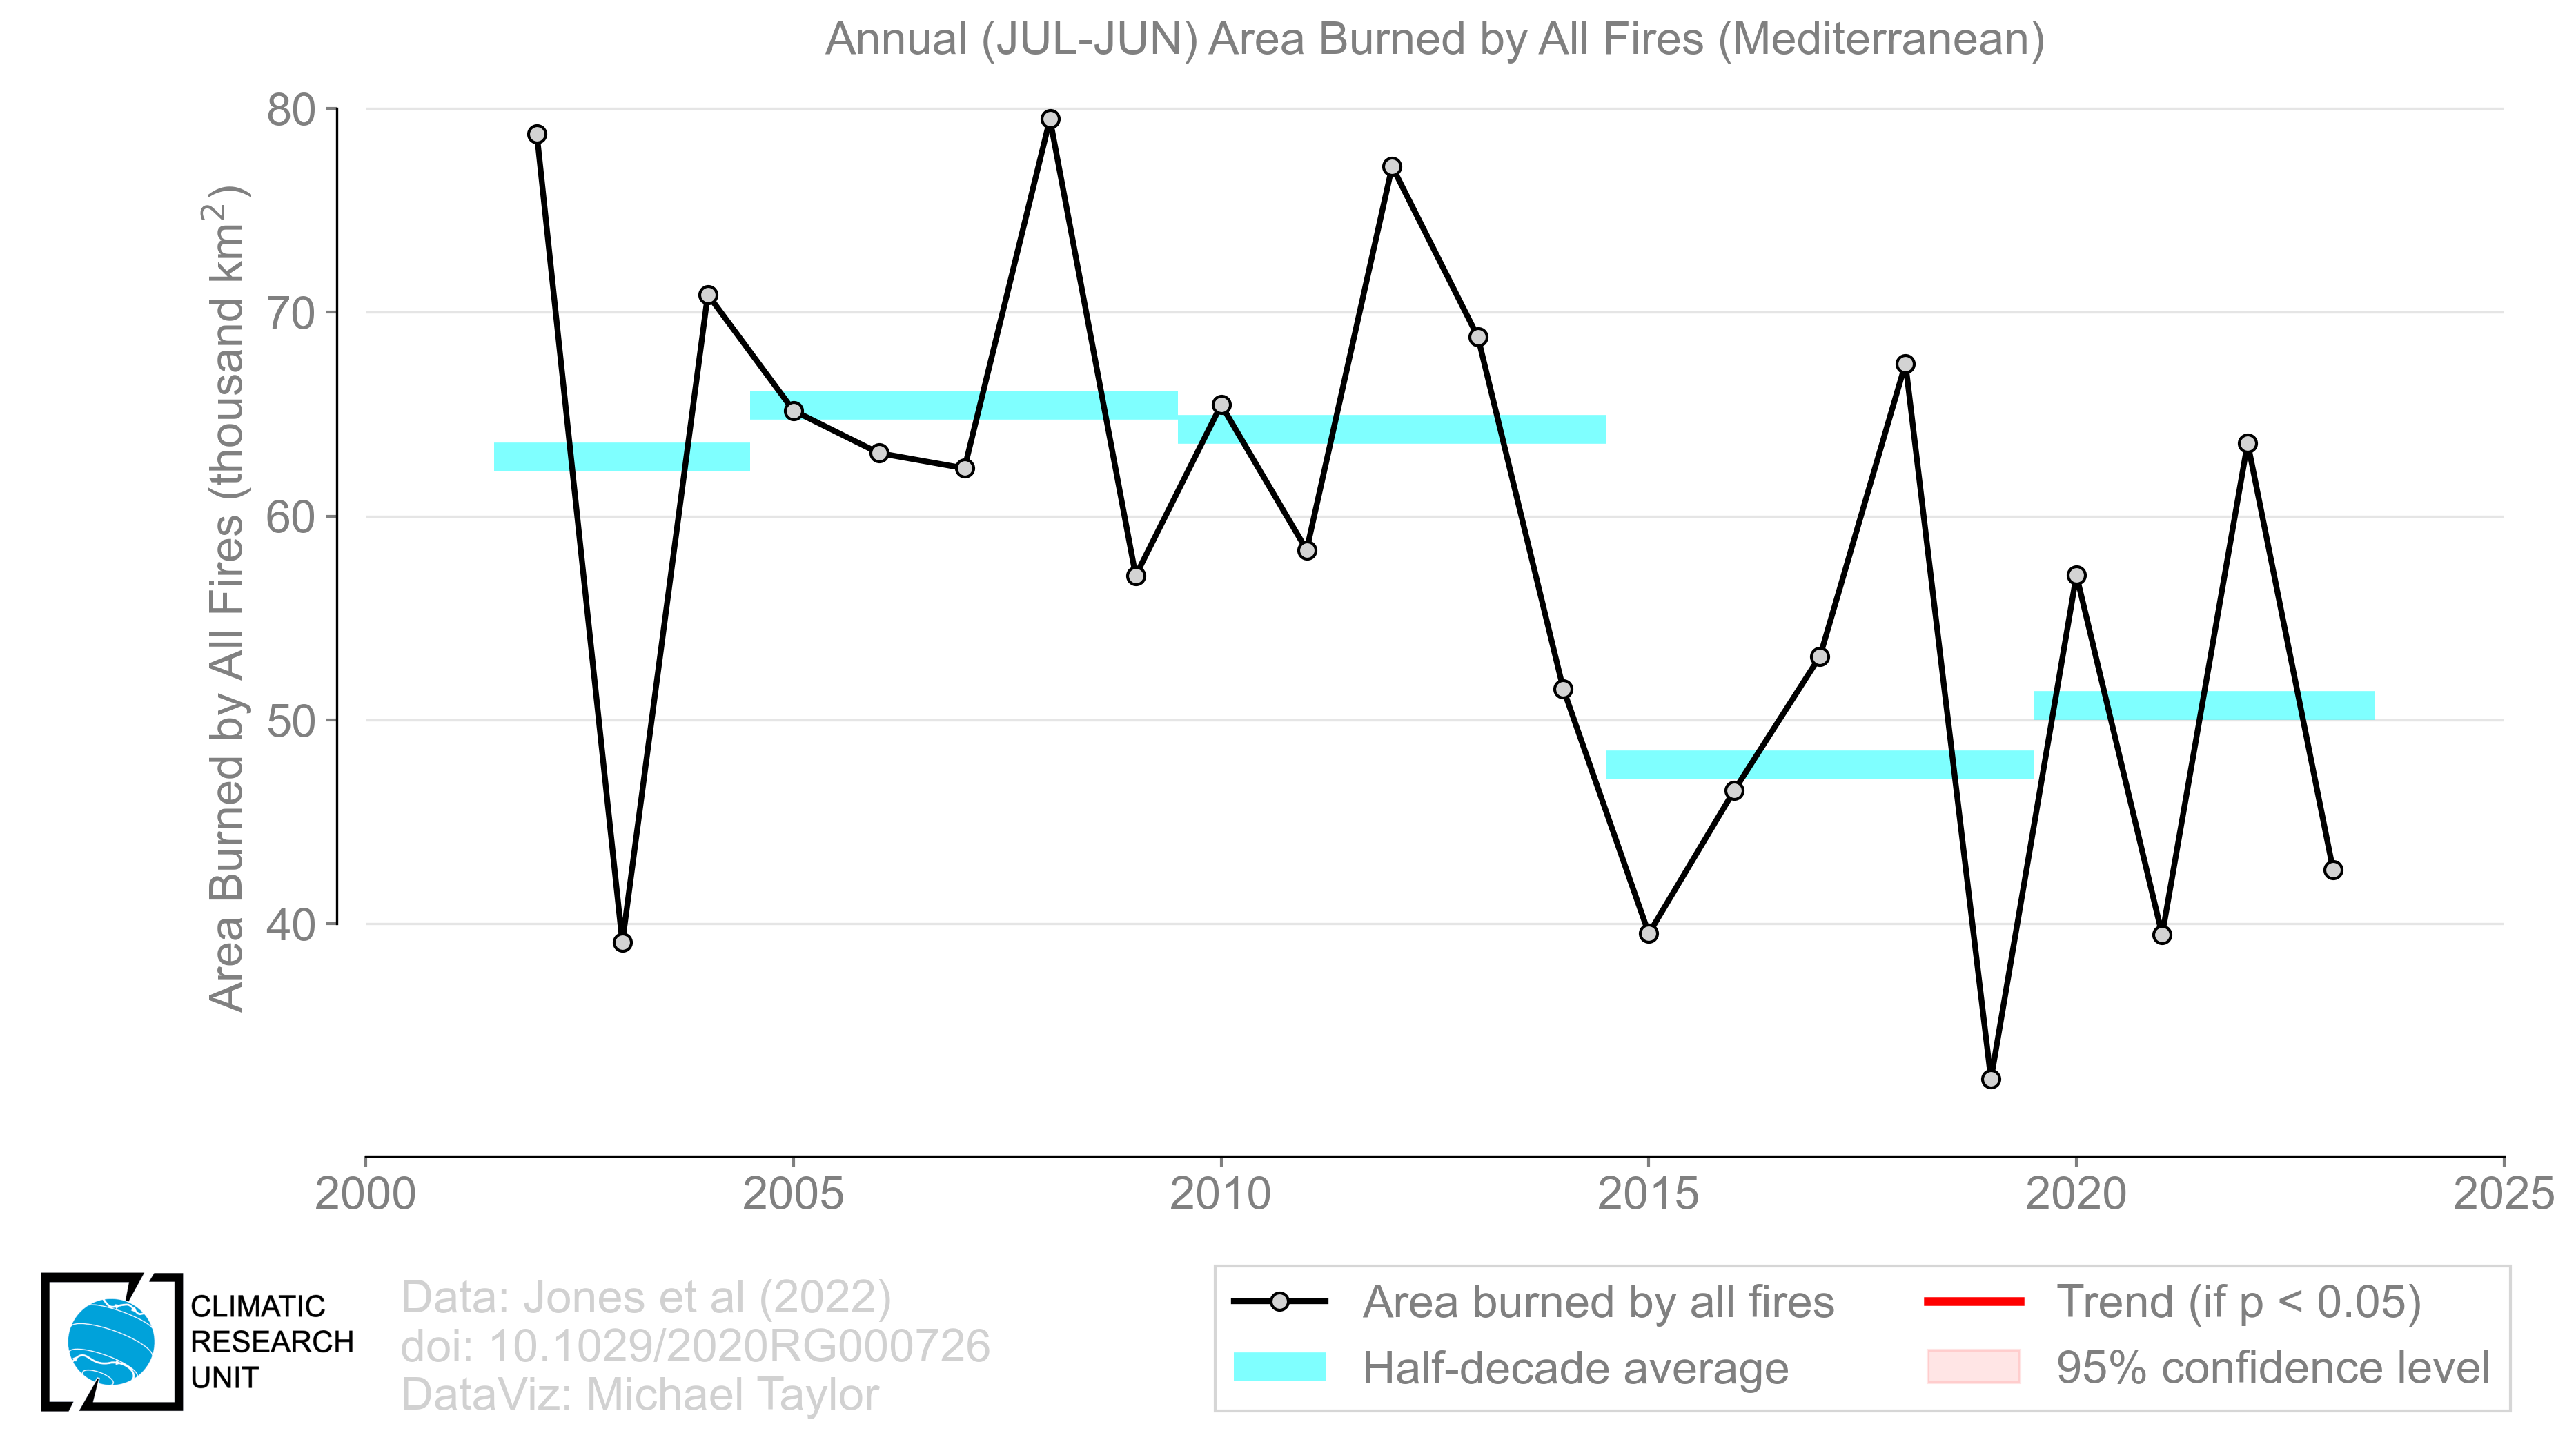 Annual (JUL-JUN) Area Burned by All Fires (Mediterranean)
Area Burned by All Fires (thousand km²)
80
70
60
50
40
2000
2005
2010
2015
2020
2025
CLIMATIC
RESEARCH
UNIT
Data: Jones et al (2022)
doi: 10.1029/2020RG000726
DataViz: Michael Taylor
Area burned by all fires
Half-decade average
Trend (if p < 0.05)
95% confidence level